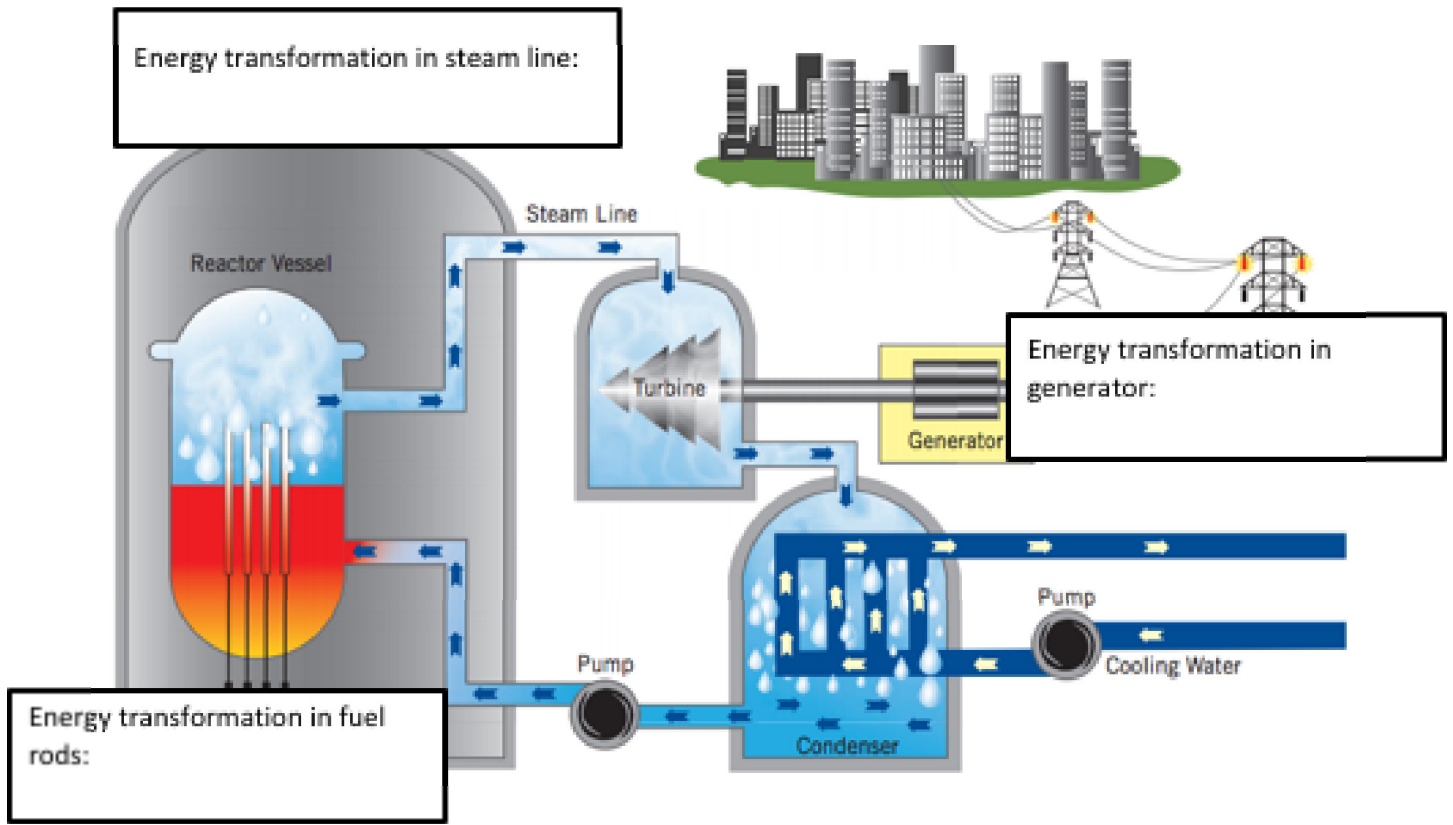 Energy transformation in steam line:
Steam Line
Reactor Vessel
Turbine
Generator
Energy transformation in
generator:
Pump
Cooling Water
Pump
Condenser
Energy transformation in fuel
rods: